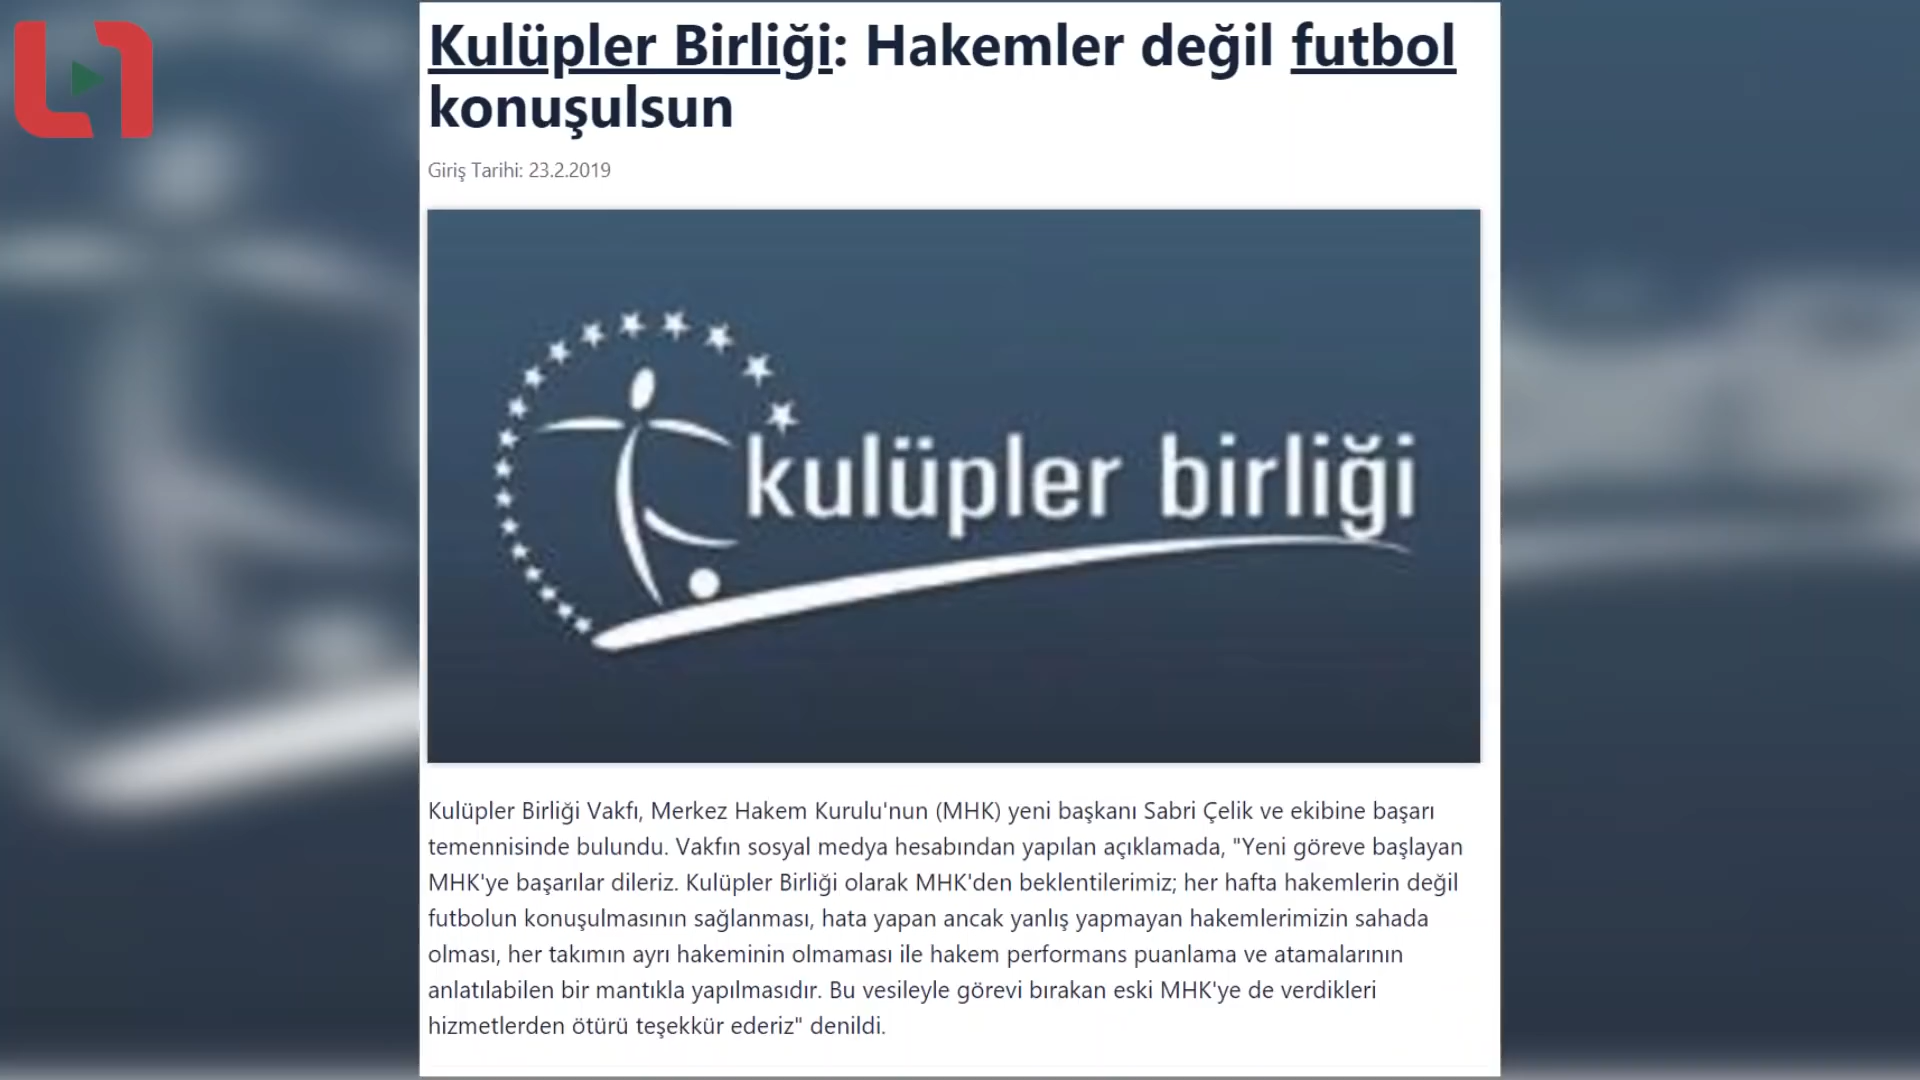 Kulüpler Birliği: Hakemler değil futbol
konuşulsun
Giriş Tarihi: 23.2.2019
kulüpler birliği
Kulüpler Birliği Vakfı, Merkez Hakem Kurulu'nun (MHK) yeni başkanı Sabri Çelik ve ekibine başarı
temennisinde bulundu. Vakfın sosyal medya hesabından yapılan açıklamada, "Yeni göreve başlayan
MHK'ye başarılar dileriz. Kulüpler Birliği olarak MHK'den beklentilerimiz; her hafta hakemlerin değil
futbolun konuşulmasının sağlanması, hata yapan ancak yanlış yapmayan hakemlerimizin sahada
olması, her takımın ayrı hakeminin olmaması ile hakem performans puanlama ve atamalarının
anlatılabilen bir mantıkla yapılmasıdır. Bu vesileyle görevi bırakan eski MHK'ye de verdikleri
hizmetlerden ötürü teşekkür ederiz" denildi.